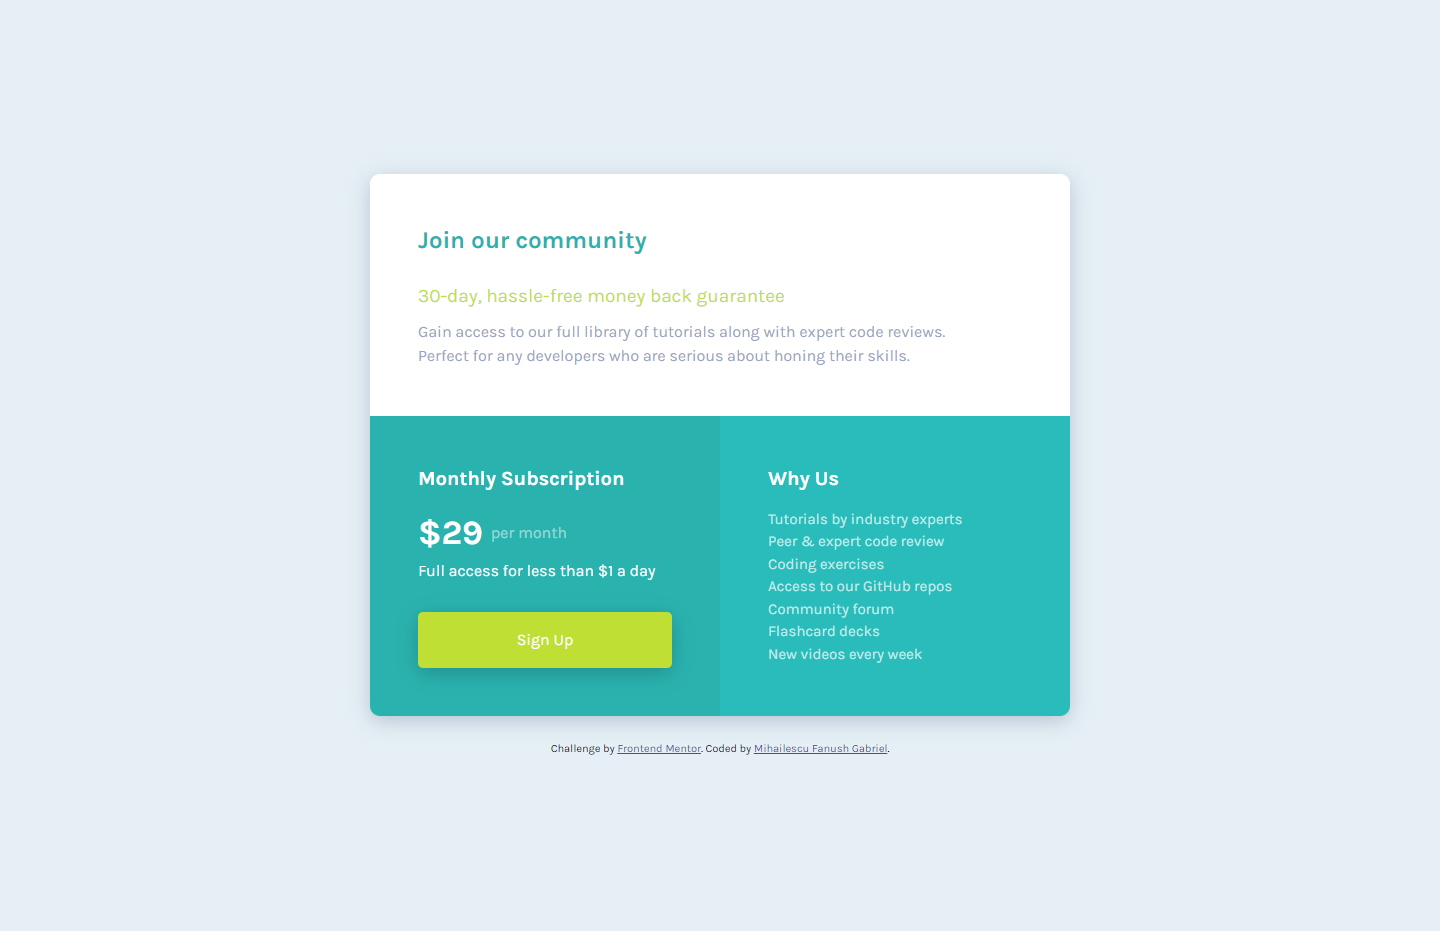 Join our community
30-day, hassle-free money back guarantee
Gain access to our full library of tutorials along with expert code reviews.
Perfect for any developers who are serious about honing their skills.
Monthly Subscription
$29 per month
Full access for less than $1 a day
Sign Up
Why Us
Tutorials by industry experts
Peer & expert code review
Coding exercises
Access to our GitHub repos
Community forum
Flashcard decks
New videos every week
Challenge by Frontend Mentor. Coded by Mihailescu Fanush Gabriel.